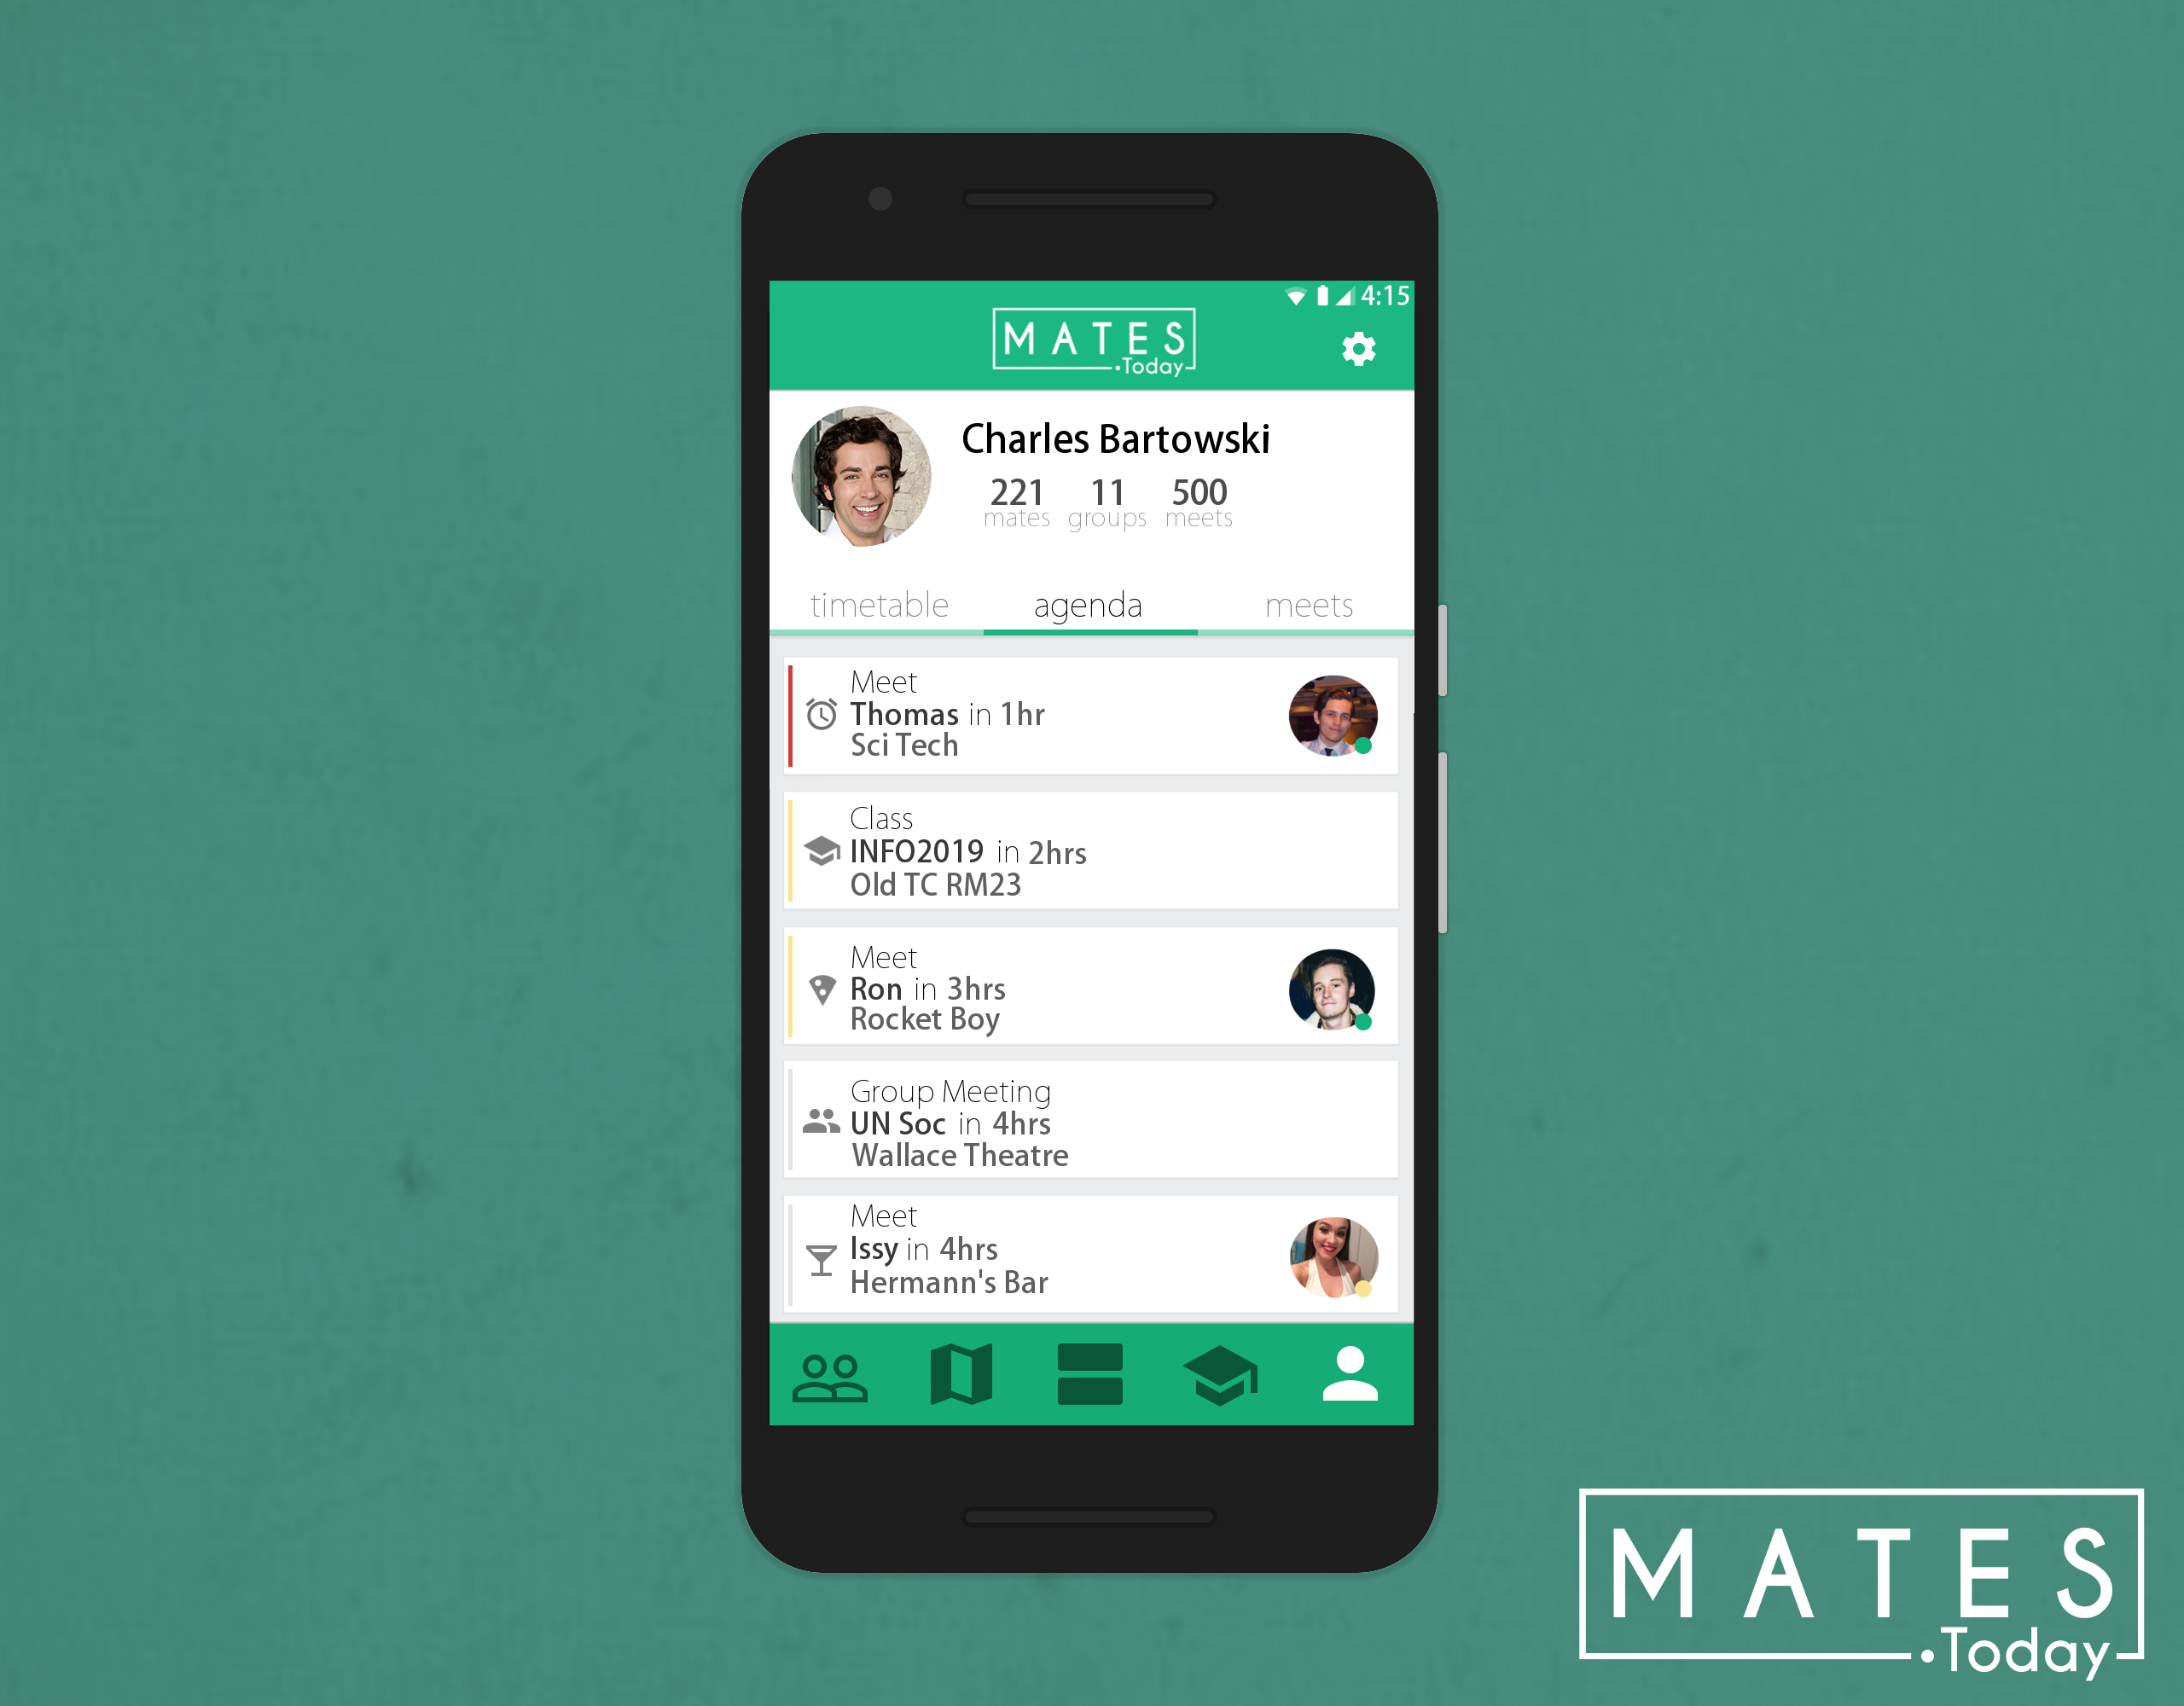 4:15
MATES
.Today
Charles Bartowski
221 11 500
mates groups meets
timetable agenda meets
Meet
Thomas in 1hr
Sci Tech
Class
INFO2019 in 2hrs
Old TC RM23
Meet
Ron in 3hrs
Rocket Boy
Group Meeting
UN Soc in 4hrs
Wallace Theatre
Meet
Issy in 4hrs
Hermann's Bar
MATES
.Today